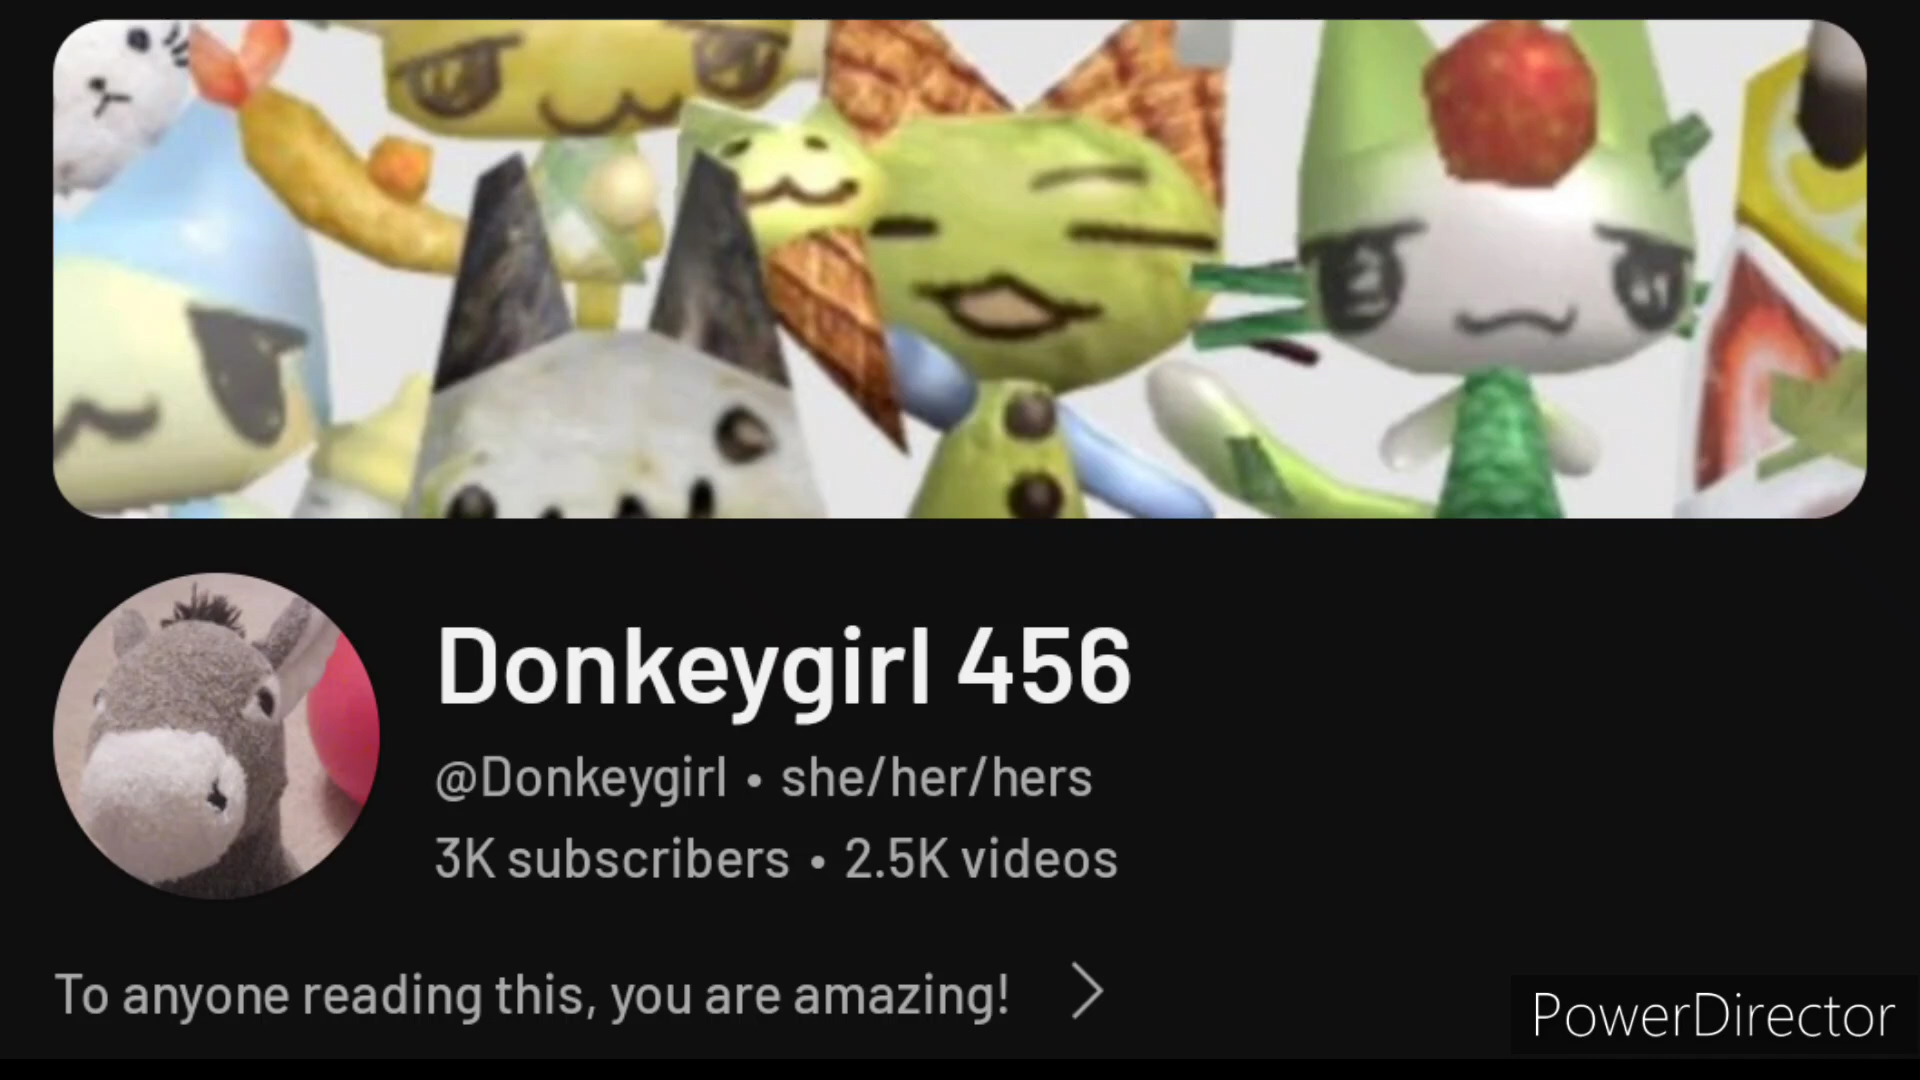 Donkeygirl 456
@Donkeygirl • she/her/hers
3K subscribers • 2.5K videos
To anyone reading this, you are amazing!
PowerDirector